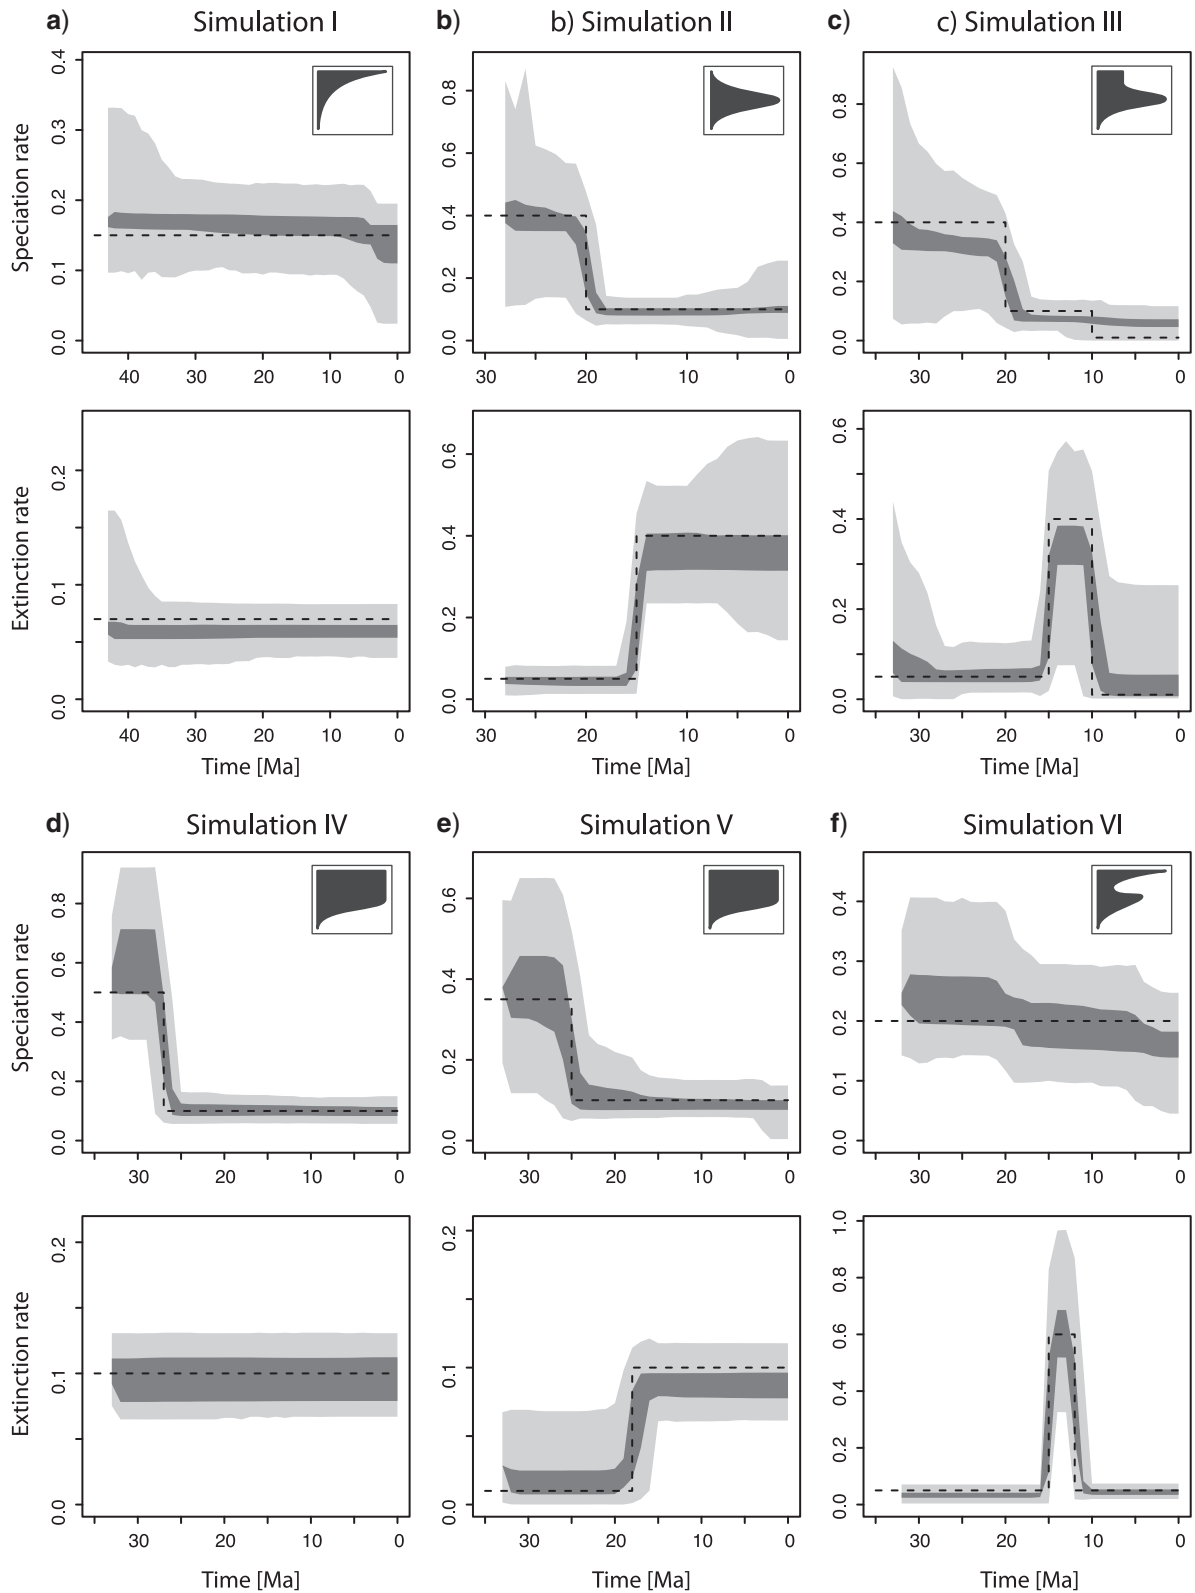 a) Simulation I
b) b) Simulation II
c) c) Simulation III
Speciation rate
0.0 0.1 0.2 0.3 0.4
40 30 20 10 0
0.0 0.2 0.4 0.6 0.8
30 20 10 0
0.0 0.2 0.4 0.6 0.8
30 20 10 0
Extinction rate
0.0 0.1 0.2
40 30 20 10 0
Time [Ma]
0.0 0.2 0.4 0.6
30 20 10 0
Time [Ma]
0.0 0.2 0.4 0.6
30 20 10 0
Time [Ma]
d) Simulation IV
e) Simulation V
f) Simulation VI
Speciation rate
0.0 0.2 0.4 0.6 0.8
30 20 10 0
0.0 0.2 0.4 0.6
30 20 10 0
0.0 0.1 0.2 0.3 0.4
30 20 10 0
Extinction rate
0.0 0.1 0.2
30 20 10 0
Time [Ma]
0.0 0.1 0.2
30 20 10 0
Time [Ma]
0.0 0.2 0.4 0.6 0.8 1.0
30 20 10 0
Time [Ma]